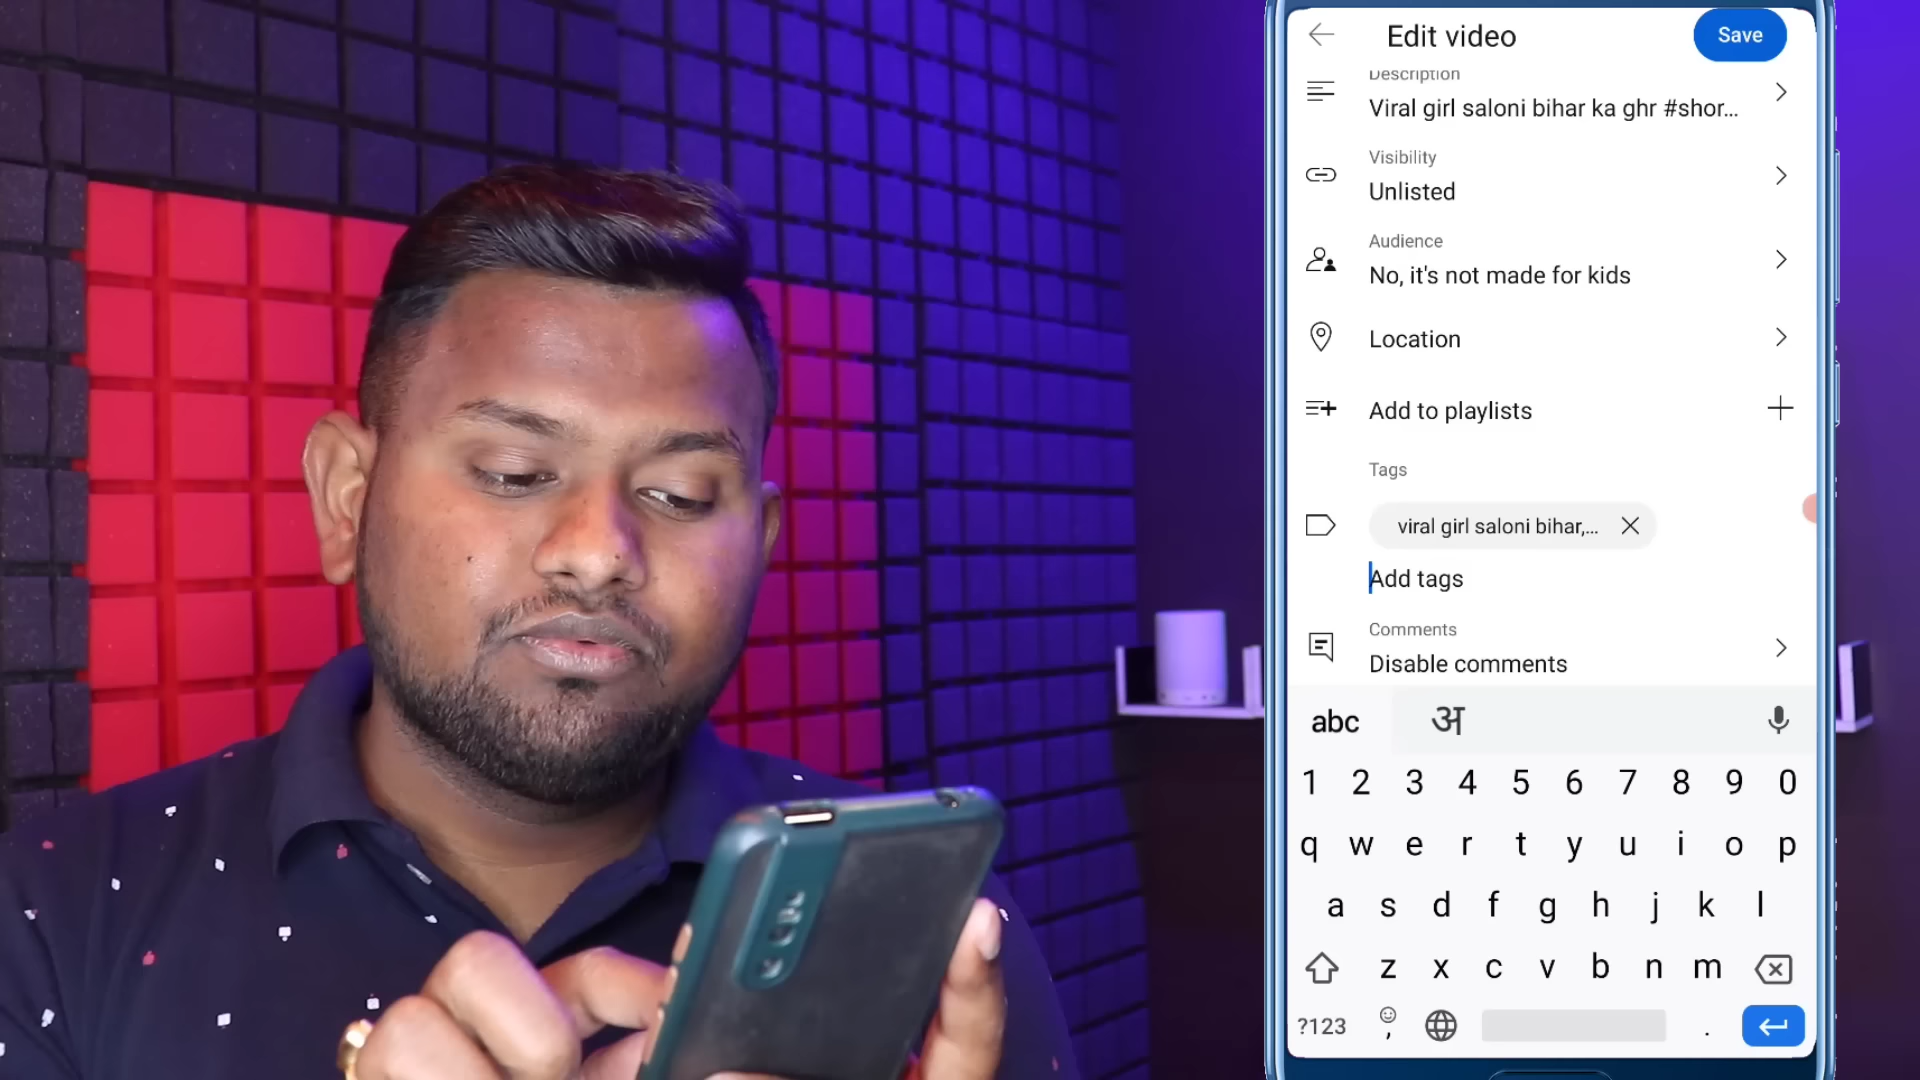 Edit video
Save
Description
Viral girl saloni bihar ka ghr #shor...
Visibility
Unlisted
Audience
No, it's not made for kids
Location
Add to playlists
Tags
viral girl saloni bihar,...
Add tags
Comments
Disable comments
abc अ
1 2 3 4 5 6 7 8 9 0
q w e r t y u i o p
a s d f g h j k l
z x c v b n m
?123 , .